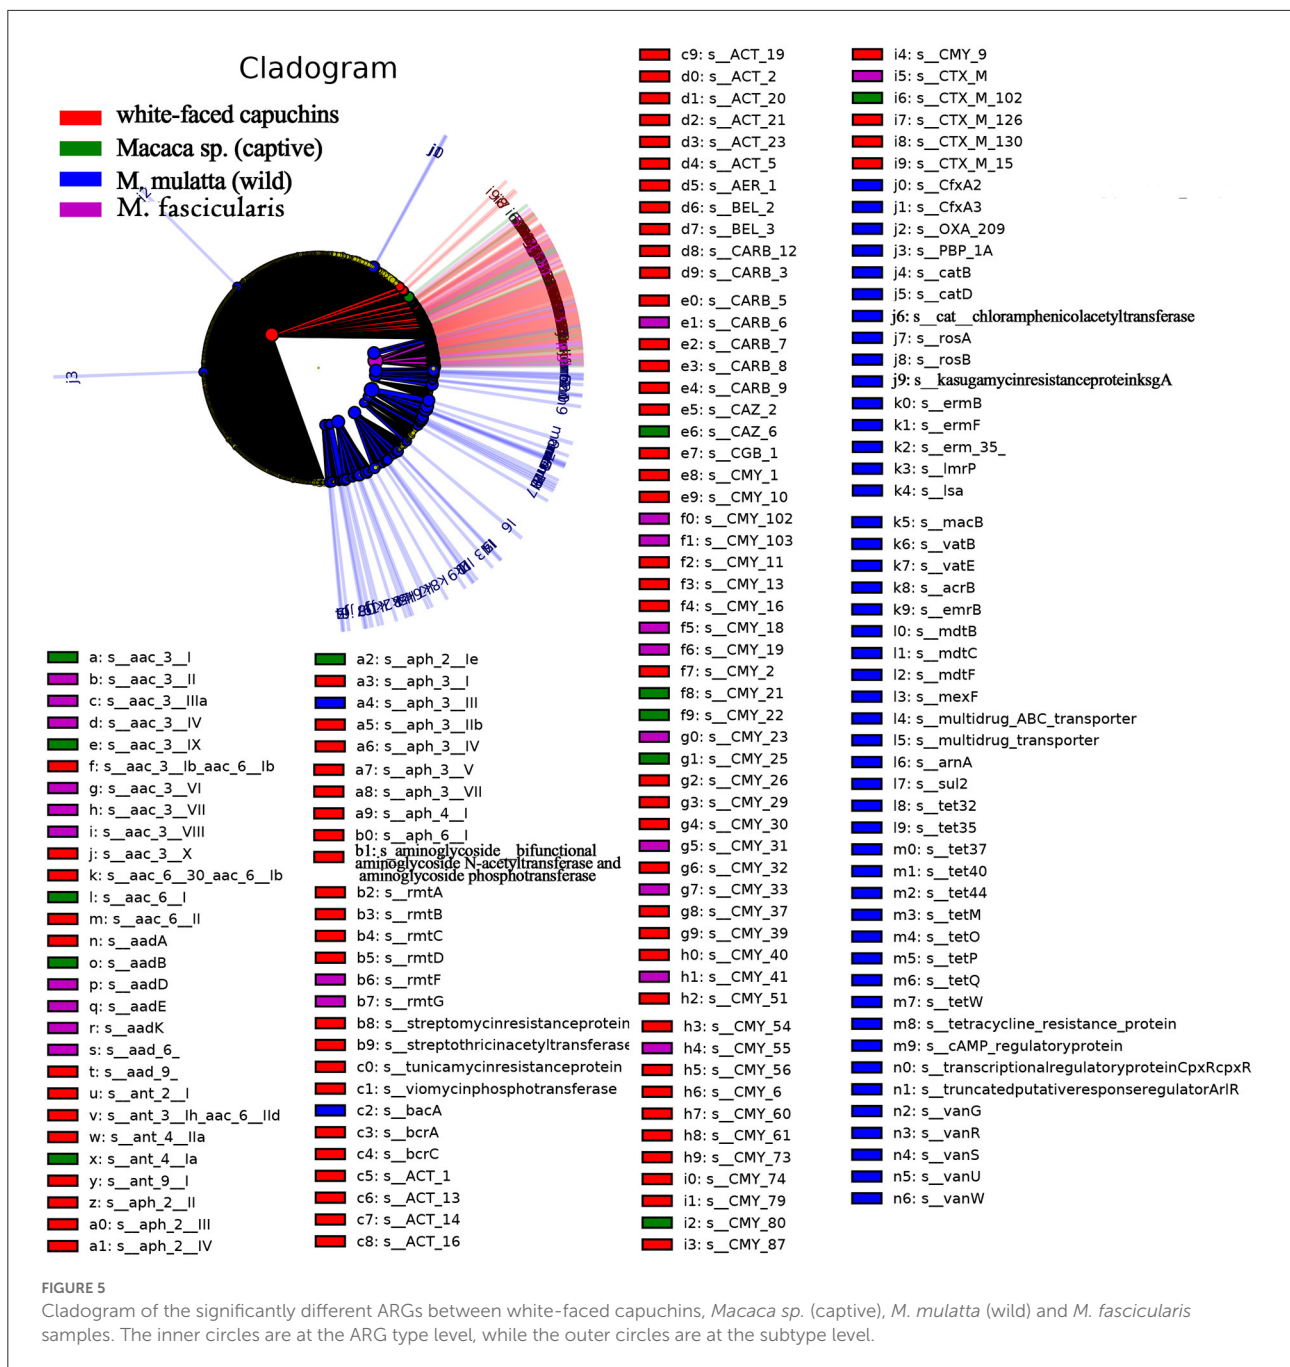 Cladogram
white-faced capuchins
Macaca sp. (captive)
M. mulatta (wild)
M. fascicularis
j0
j2
j3
i6
m9
l6
a: s__aac_3__I
b: s__aac_3__II
c: s__aac_3__IIIa
d: s__aac_3__IV
e: s__aac_3__IX
f: s__aac_3__Ib_aac_6__Ib
g: s__aac_3__VI
h: s__aac_3__VII
i: s__aac_3__VIII
j: s__aac_3__X
k: s__aac_6__30_aac_6__Ib
l: s__aac_6__I
m: s__aac_6__II
n: s__aadA
o: s__aadB
p: s__aadD
q: s__aadE
r: s__aadK
s: s__aad_6_
t: s__aad_9_
u: s__ant_2__I
v: s__ant_3__Ih_aac_6__IId
w: s__ant_4__IIa
x: s__ant_4__Ia
y: s__ant_9__I
z: s__aph_2__II
a0: s__aph_2__III
a1: s__aph_2__IV
a2: s__aph_2__Ie
a3: s__aph_3__I
a4: s__aph_3__III
a5: s__aph_3__IIb
a6: s__aph_3__IV
a7: s__aph_3__V
a8: s__aph_3__VII
a9: s__aph_4__I
b0: s__aph_6__I
b1: s_aminoglycoside__bifunctional
aminoglycoside N-acetyltransferase and
aminoglycoside phosphotransferase
b2: s__rmtA
b3: s__rmtB
b4: s__rmtC
b5: s__rmtD
b6: s__rmtF
b7: s__rmtG
b8: s__streptomycinresistanceprotein
b9: s__streptothricinacetyltransferase
c0: s__tunicamycinresistanceprotein
c1: s__viomycinphosphotransferase
c2: s__bacA
c3: s__bcrA
c4: s__bcrC
c5: s__ACT_1
c6: s__ACT_13
c7: s__ACT_14
c8: s__ACT_16
c9: s__ACT_19
d0: s__ACT_2
d1: s__ACT_20
d2: s__ACT_21
d3: s__ACT_23
d4: s__ACT_5
d5: s__AER_1
d6: s__BEL_2
d7: s__BEL_3
d8: s__CARB_12
d9: s__CARB_3
e0: s__CARB_5
e1: s__CARB_6
e2: s__CARB_7
e3: s__CARB_8
e4: s__CARB_9
e5: s__CAZ_2
e6: s__CAZ_6
e7: s__CGB_1
e8: s__CMY_1
e9: s__CMY_10
f0: s__CMY_102
f1: s__CMY_103
f2: s__CMY_11
f3: s__CMY_13
f4: s__CMY_16
f5: s__CMY_18
f6: s__CMY_19
f7: s__CMY_2
f8: s__CMY_21
f9: s__CMY_22
g0: s__CMY_23
g1: s__CMY_25
g2: s__CMY_26
g3: s__CMY_29
g4: s__CMY_30
g5: s__CMY_31
g6: s__CMY_32
g7: s__CMY_33
g8: s__CMY_37
g9: s__CMY_39
h0: s__CMY_40
h1: s__CMY_41
h2: s__CMY_51
h3: s__CMY_54
h4: s__CMY_55
h5: s__CMY_56
h6: s__CMY_6
h7: s__CMY_60
h8: s__CMY_61
h9: s__CMY_73
i0: s__CMY_74
i1: s__CMY_79
i2: s__CMY_80
i3: s__CMY_87
i4: s__CMY_9
i5: s__CTX_M
i6: s__CTX_M_102
i7: s__CTX_M_126
i8: s__CTX_M_130
i9: s__CTX_M_15
j0: s__CfxA2
j1: s__CfxA3
j2: s__OXA_209
j3: s__PBP_1A
j4: s__catB
j5: s__catD
j6: s__cat__chloramphenicolacetyltransferase
j7: s__rosA
j8: s__rosB
j9: s__kasugamycinresistanceproteinksgA
k0: s__ermB
k1: s__ermF
k2: s__erm_35_
k3: s__lmrP
k4: s__lsa
k5: s__macB
k6: s__vatB
k7: s__vatE
k8: s__acrB
k9: s__emrB
l0: s__mdtB
l1: s__mdtC
l2: s__mdtF
l3: s__mexF
l4: s__multidrug_ABC_transporter
l5: s__multidrug_transporter
l6: s__arnA
l7: s__sul2
l8: s__tet32
l9: s__tet35
m0: s__tet37
m1: s__tet40
m2: s__tet44
m3: s__tetM
m4: s__tetO
m5: s__tetP
m6: s__tetQ
m7: s__tetW
m8: s__tetracycline_resistance_protein
m9: s__cAMP_regulatoryprotein
n0: s__transcriptionalregulatoryproteinCpxRcpxR
n1: s__truncatedputativeresponseregulatorArlR
n2: s__vanG
n3: s__vanR
n4: s__vanS
n5: s__vanU
n6: s__vanW
FIGURE 5
Cladogram of the significantly different ARGs between white-faced capuchins, Macaca sp. (captive), M. mulatta (wild) and M. fascicularis
samples. The inner circles are at the ARG type level, while the outer circles are at the subtype level.